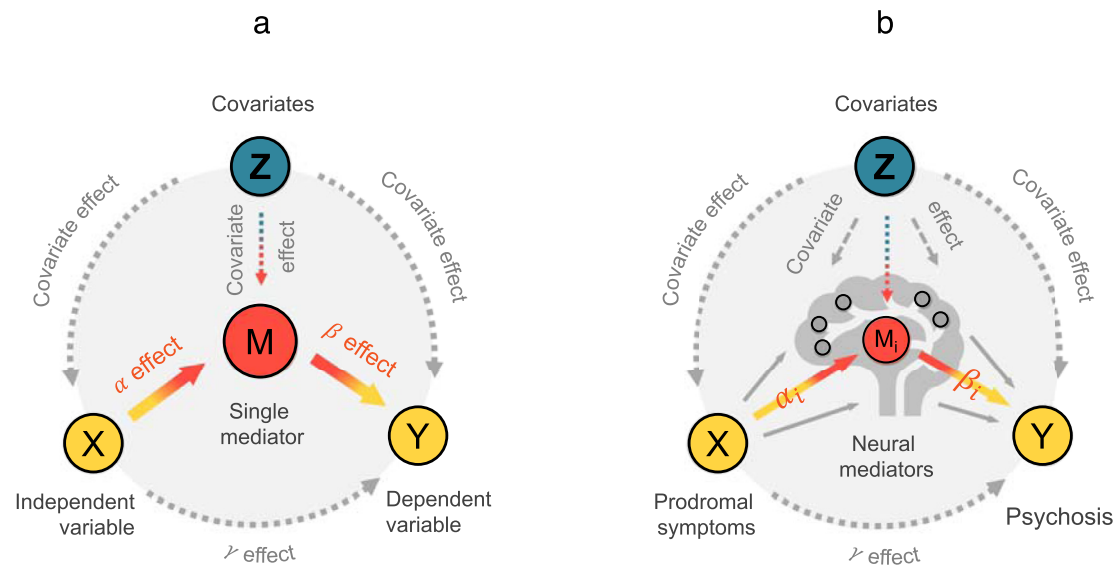 a
Covariates
Z
Covariate effect
Covariate
effect
Covariate effect
M
α effect
β effect
Single
mediator
X
Y
Independent
variable
Dependent
variable
γ effect
b
Covariates
Z
Covariate effect
Covariate
effect
Covariate effect
Mi
αi
βi
X
Y
Neural
mediators
Prodromal
symptoms
Psychosis
γ effect